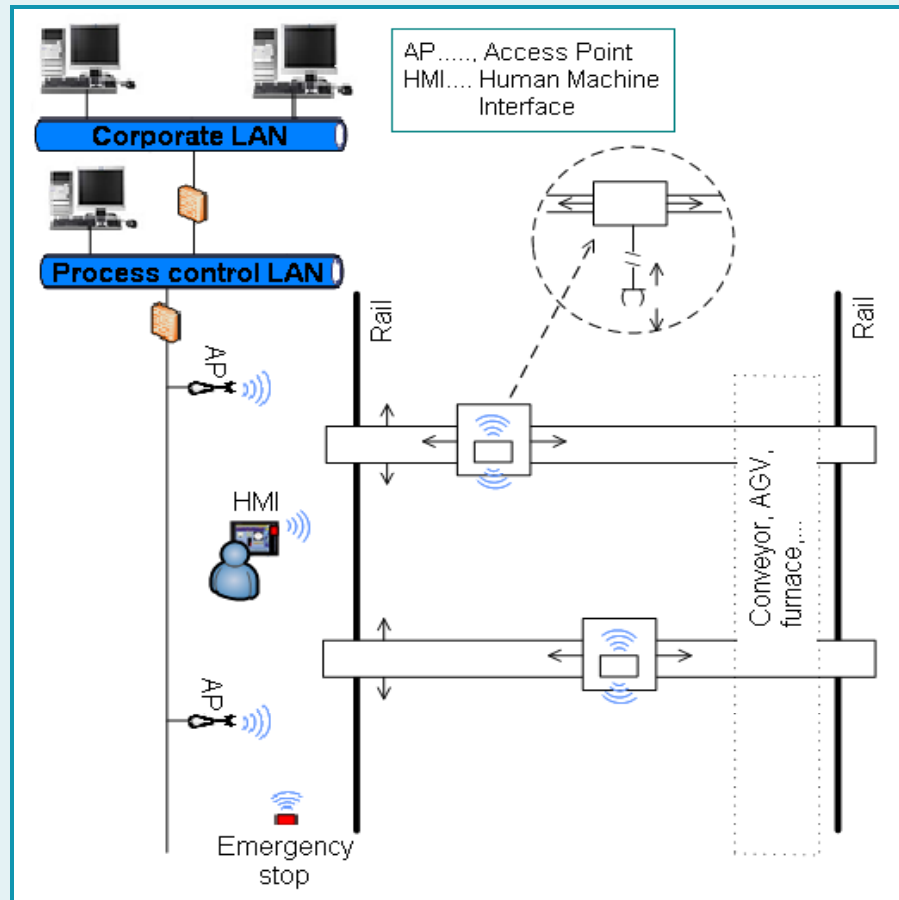 AP....., Access Point
HMI.... Human Machine
Interface
Corporate LAN
Process control LAN
Rail
Rail
AP
HMI
Conveyor, AGV,
furnace,...
AP
Emergency
stop